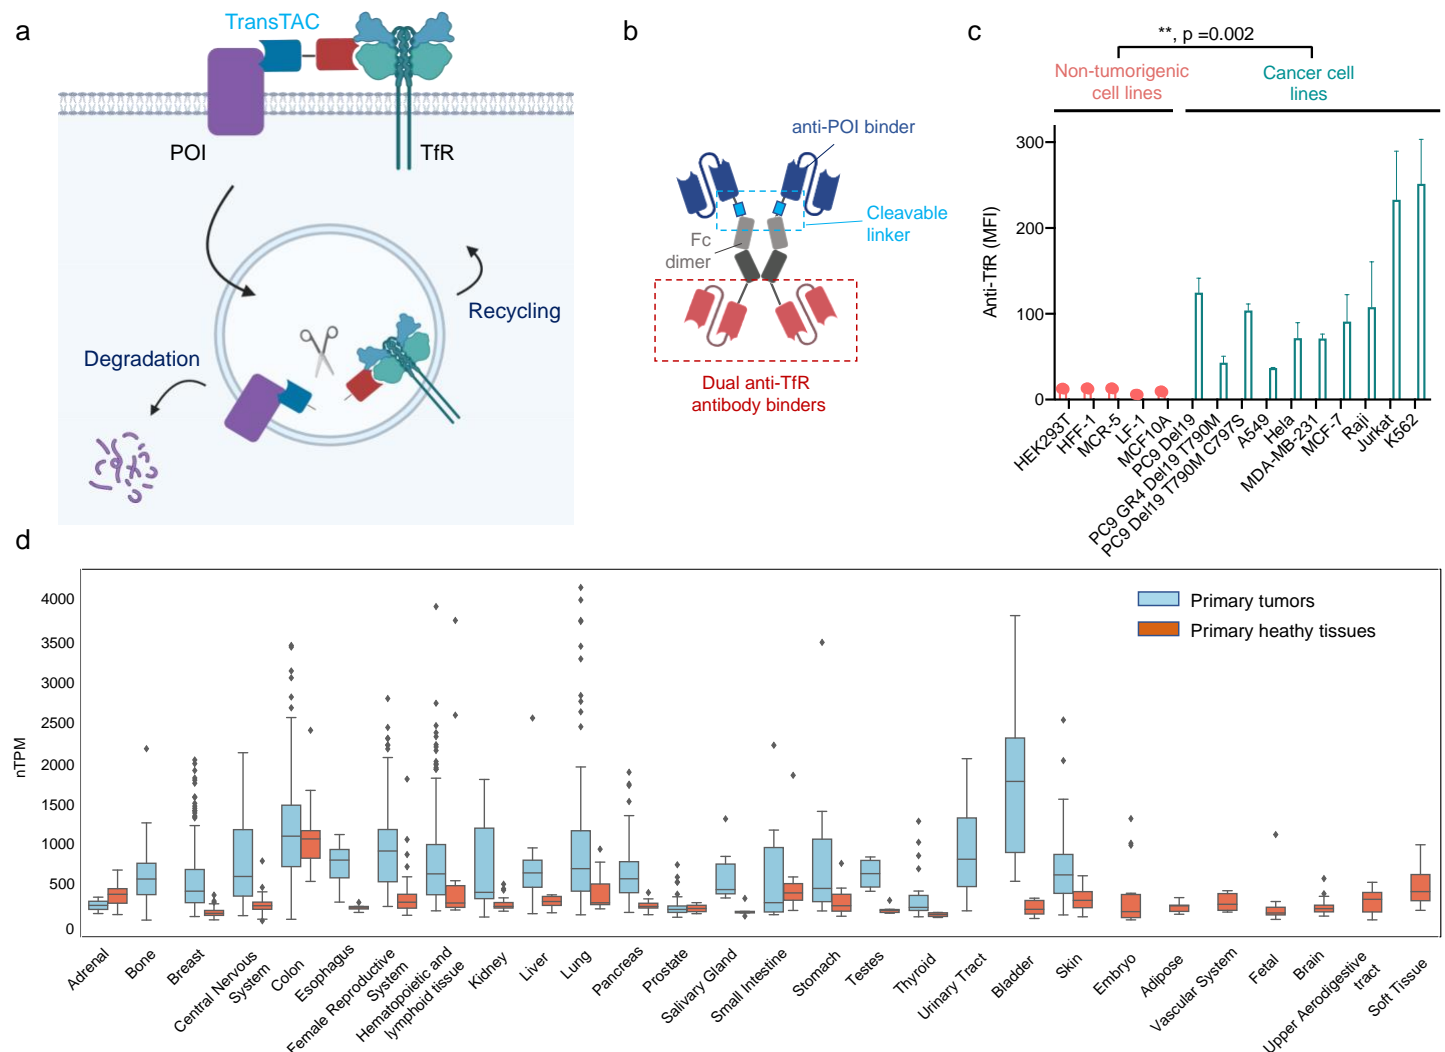 a
TransTAC
POI
TfR
Recycling
Degradation
b
anti-POI binder
Cleavable
linker
Fc
dimer
Dual anti-TfR
antibody binders
c
**, p =0.002
Non-tumorigenic
cell lines
Cancer cell
lines
Anti-TfR (MFI)
300
200
100
0
HEK293T
HFF-1
MCR-5
LF-1
MCF10A
PC9 Del19
PC9 GR4 Del19 T790M
PC9 Del19 T790M C797S
A549
Hela
MDA-MB-231
MCF-7
Raji
Jurkat
K562
d
Primary tumors
Primary heathy tissues
nTPM
4000
3500
3000
2500
2000
1500
1000
500
0
Adrenal
Bone
Breast
Central Nervous
System
Colon
Esophagus
Female Reproductive
System
Hematopoietic and
lymphoid tissue
Kidney
Liver
Lung
Pancreas
Prostate
Salivary Gland
Small Intestine
Stomach
Testes
Thyroid
Urinary Tract
Bladder
Skin
Embryo
Adipose
Vascular System
Fetal
Brain
Upper Aerodigestive
tract
Soft Tissue